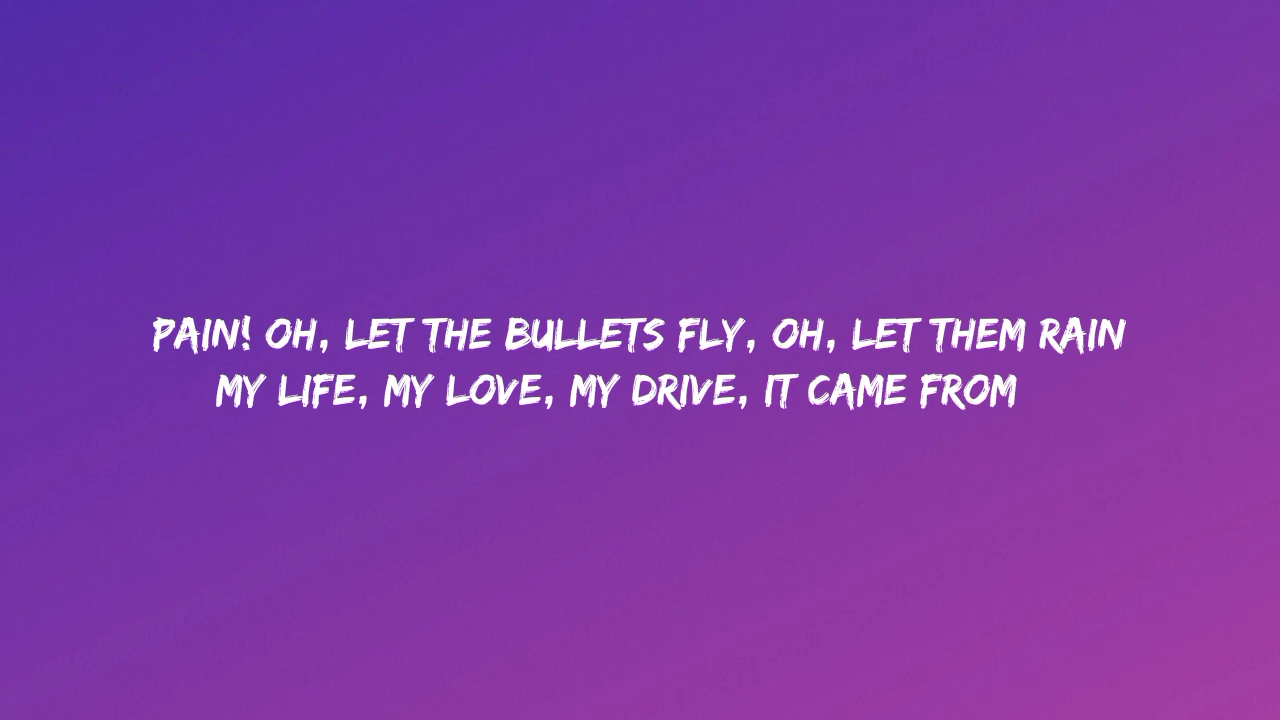 PAIN! OH, LET THE BULLETS FLY, OH, LET THEM RAIN
MY LIFE, MY LOVE, MY DRIVE, IT CAME FROM